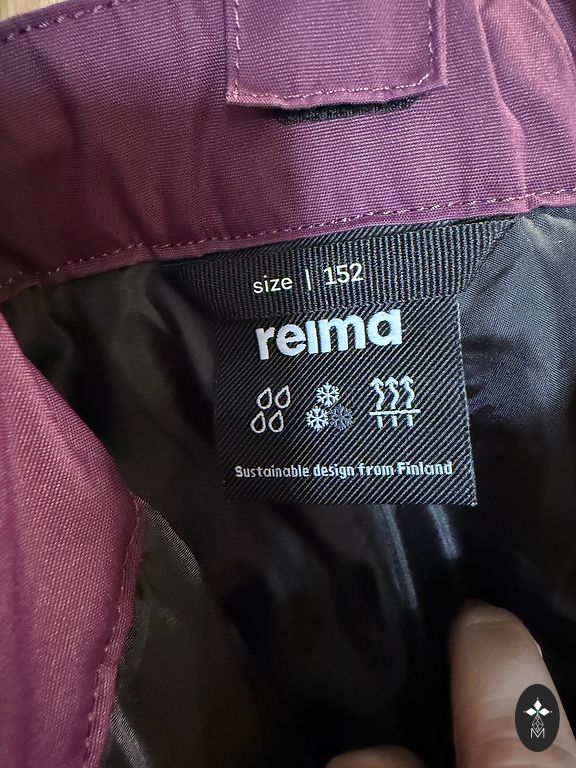 size | 152
reima
Sustainable design from Finland